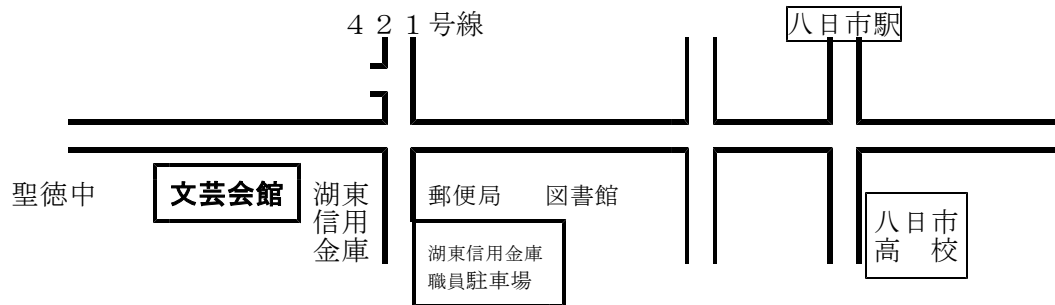 ４２１号線
八日市駅
聖徳中
文芸会館
湖東
信用
金庫
郵便局
図書館
湖東信用金庫
職員駐車場
八日市
高　校